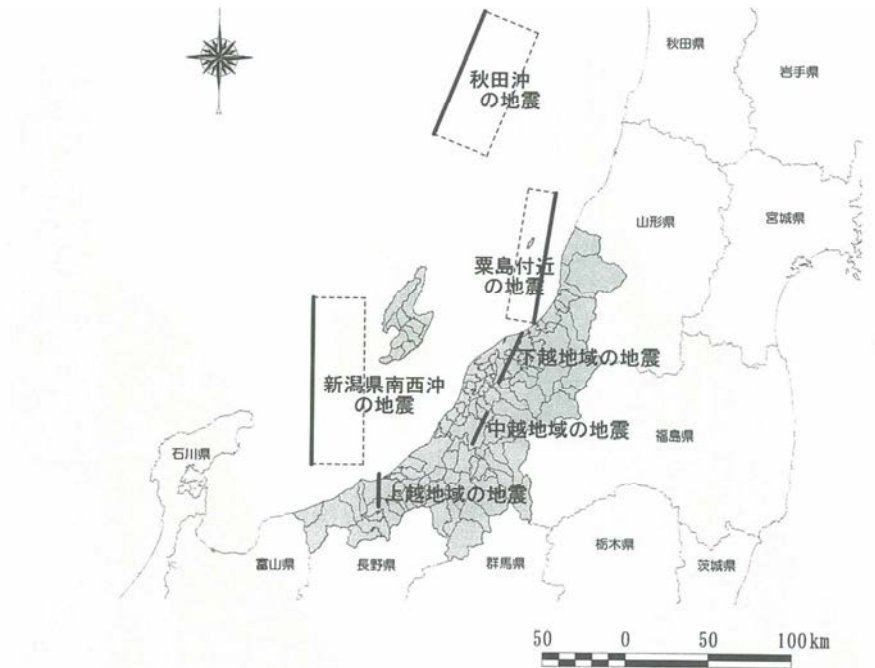 秋田県
岩手県
秋田沖
の地震
山形県
宮城県
粟島付近
の地震
下越地域の地震
新潟県南西沖
の地震
中越地域の地震
福島県
石川県
上越地域の地震
栃木県
富山県
長野県
群馬県
茨城県
50 0 50 100km